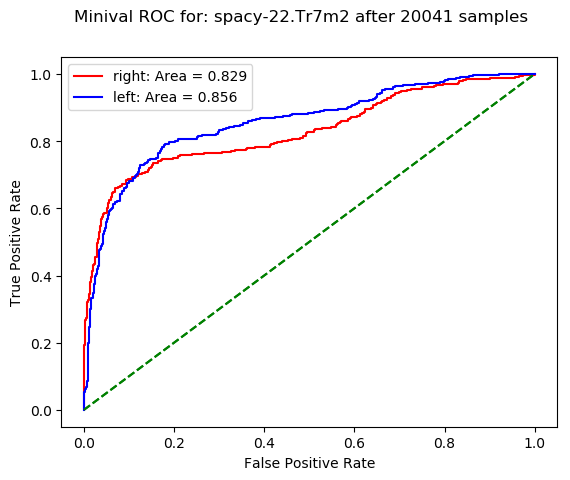 Minival ROC for: spacy-22.Tr7m2 after 20041 samples
right: Area = 0.829
left: Area = 0.856
True Positive Rate
1.0
0.8
0.6
0.4
0.2
0.0
0.0 0.2 0.4 0.6 0.8 1.0
False Positive Rate